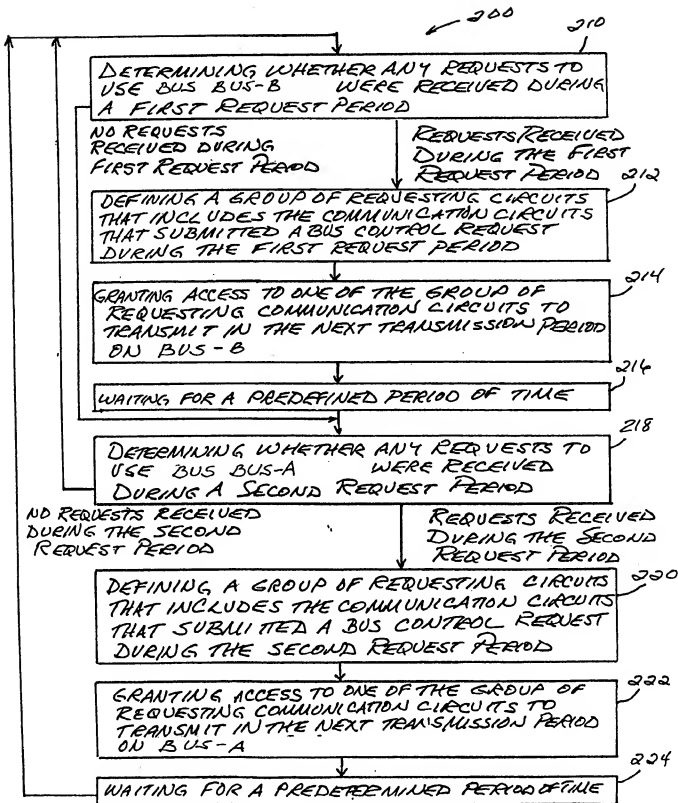 200
210
DETERMINING WHETHER ANY REQUESTS TO
USE BUS BUS-B WERE RECEIVED DURING
A FIRST REQUEST PERIOD
NO REQUESTS
RECEIVED DURING
FIRST REQUEST PERIOD
REQUESTS RECEIVED
DURING THE FIRST
REQUEST PERIOD
212
DEFINING A GROUP OF REQUESTING CIRCUITS
THAT INCLUDES THE COMMUNICATION CIRCUITS
THAT SUBMITTED A BUS CONTROL REQUEST
DURING THE FIRST REQUEST PERIOD
214
GRANTING ACCESS TO ONE OF THE GROUP OF
REQUESTING COMMUNICATION CIRCUITS TO
TRANSMIT IN THE NEXT TRANSMISSION PERIOD
ON BUS-B
216
WAITING FOR A PREDEFINED PERIOD OF TIME
218
DETERMINING WHETHER ANY REQUESTS TO
USE BUS BUS-A WERE RECEIVED
DURING A SECOND REQUEST PERIOD
NO REQUESTS RECEIVED
DURING THE SECOND
REQUEST PERIOD
REQUESTS RECEIVED
DURING THE SECOND
REQUEST PERIOD
220
DEFINING A GROUP OF REQUESTING CIRCUITS
THAT INCLUDES THE COMMUNICATION CIRCUITS
THAT SUBMITTED A BUS CONTROL REQUEST
DURING THE SECOND REQUEST PERIOD
222
GRANTING ACCESS TO ONE OF THE GROUP OF
REQUESTING COMMUNICATION CIRCUITS TO
TRANSMIT IN THE NEXT TRANSMISSION PERIOD
ON BUS-A
224
WAITING FOR A PREDETERMINED PERIOD OF TIME